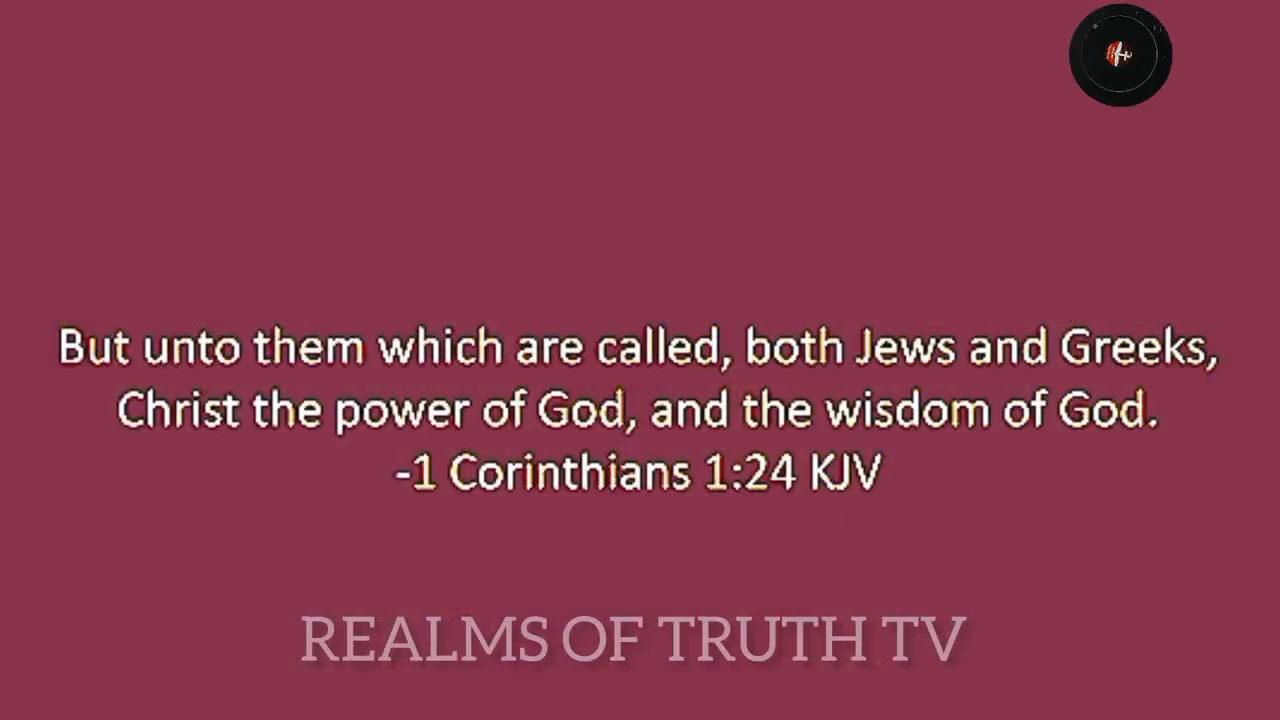 But unto them which are called, both Jews and Greeks,
Christ the power of God, and the wisdom of God.
-1 Corinthians 1:24 KJV
REALMS OF TRUTH TV